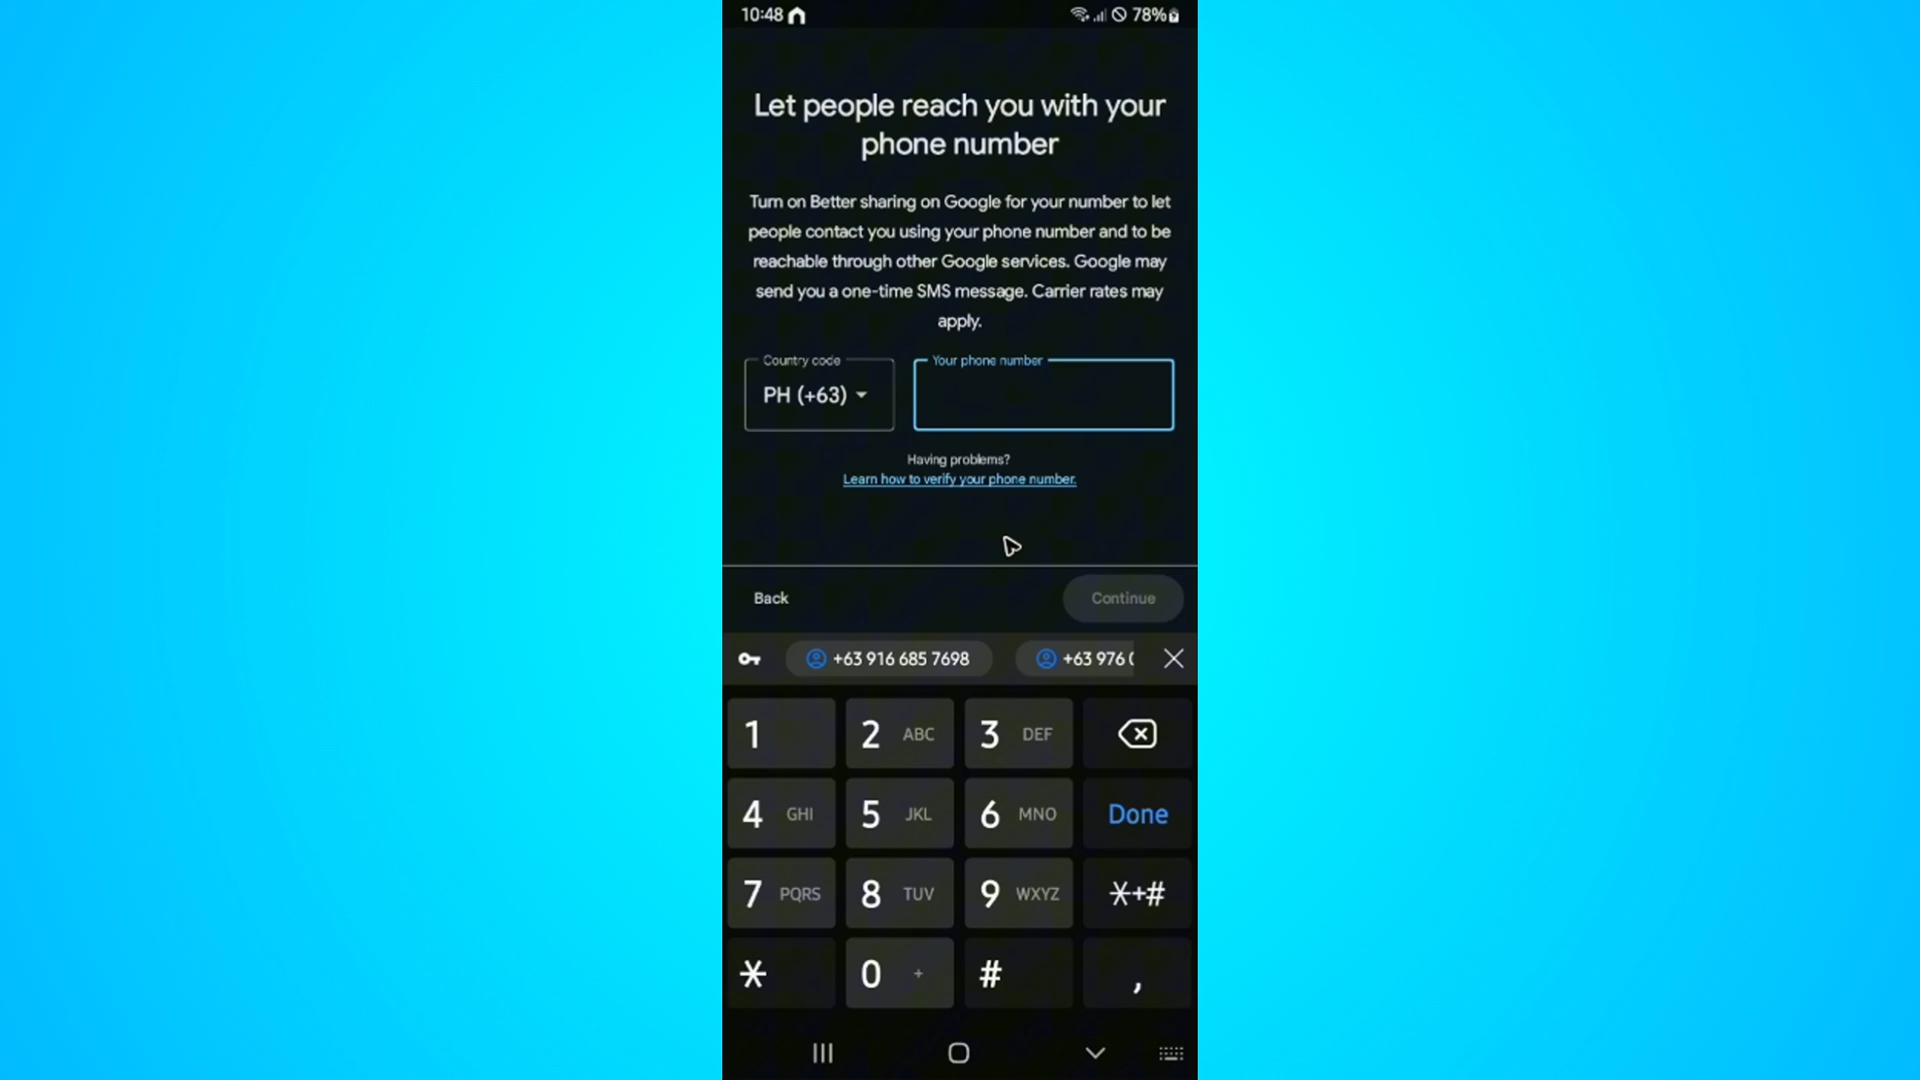 10:48 78%
Let people reach you with your
phone number
Turn on Better sharing on Google for your number to let
people contact you using your phone number and to be
reachable through other Google services. Google may
send you a one-time SMS message. Carrier rates may
apply.
Country code Your phone number
PH (+63)
Having problems?
Learn how to verify your phone number.
Back Continue
+63 916 685 7698 +63 976
1 2 ABC 3 DEF
4 GHI 5 JKL 6 MNO Done
7 PQRS 8 TUV 9 WXYZ *+#
* 0 + # ,